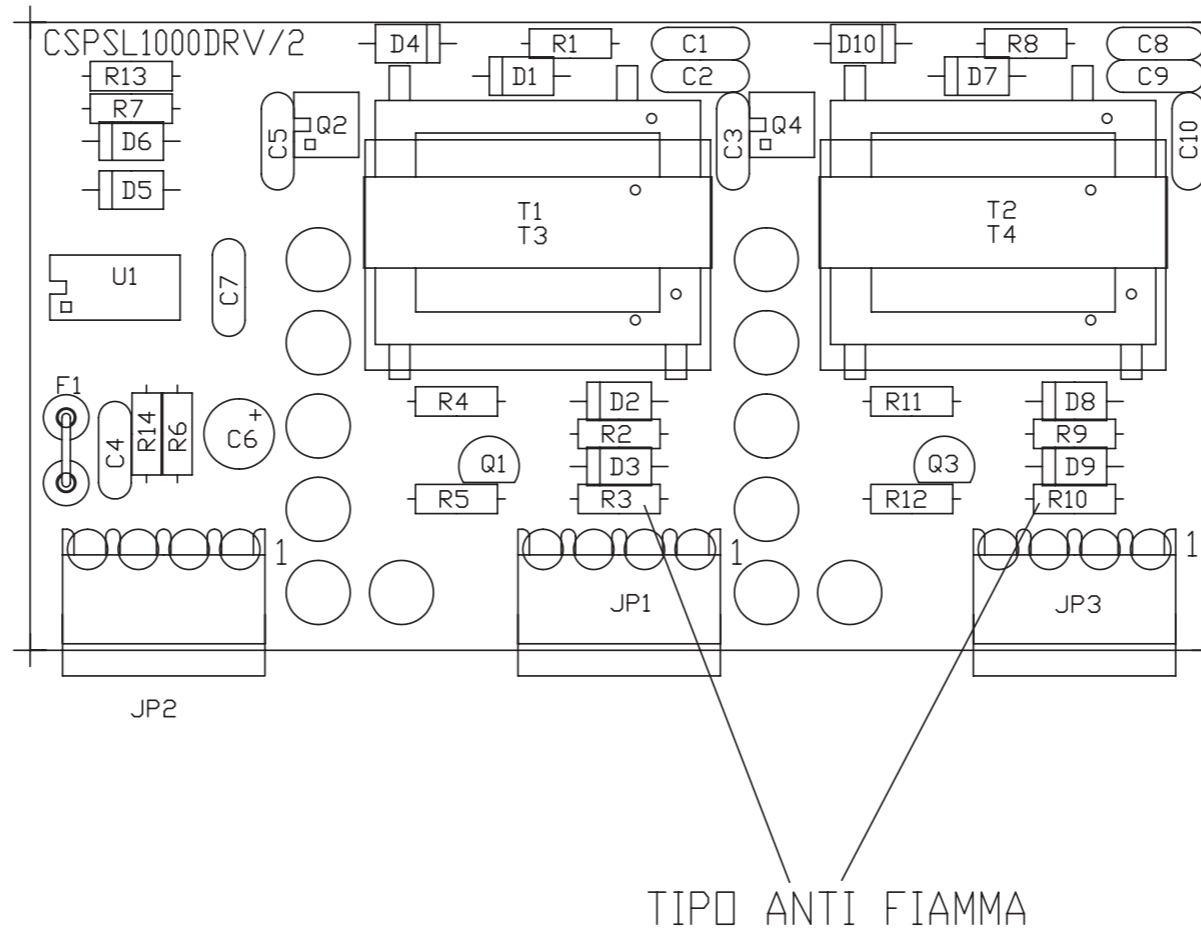 CSPSL1000DRV/2
D4
R1
C1
D10
R8
C8
R13
D1
C2
D7
C9
R7
C5
Q2
C3
Q4
C10
D6
D5
T1
T3
T2
T4
U1
C7
F1
R4
D2
R11
D8
R14
R6
C6
+
C4
R2
R9
Q1
D3
Q3
D9
R5
R3
R12
R10
1
1
1
JP1
JP3
JP2
TIPO ANTI FIAMMA